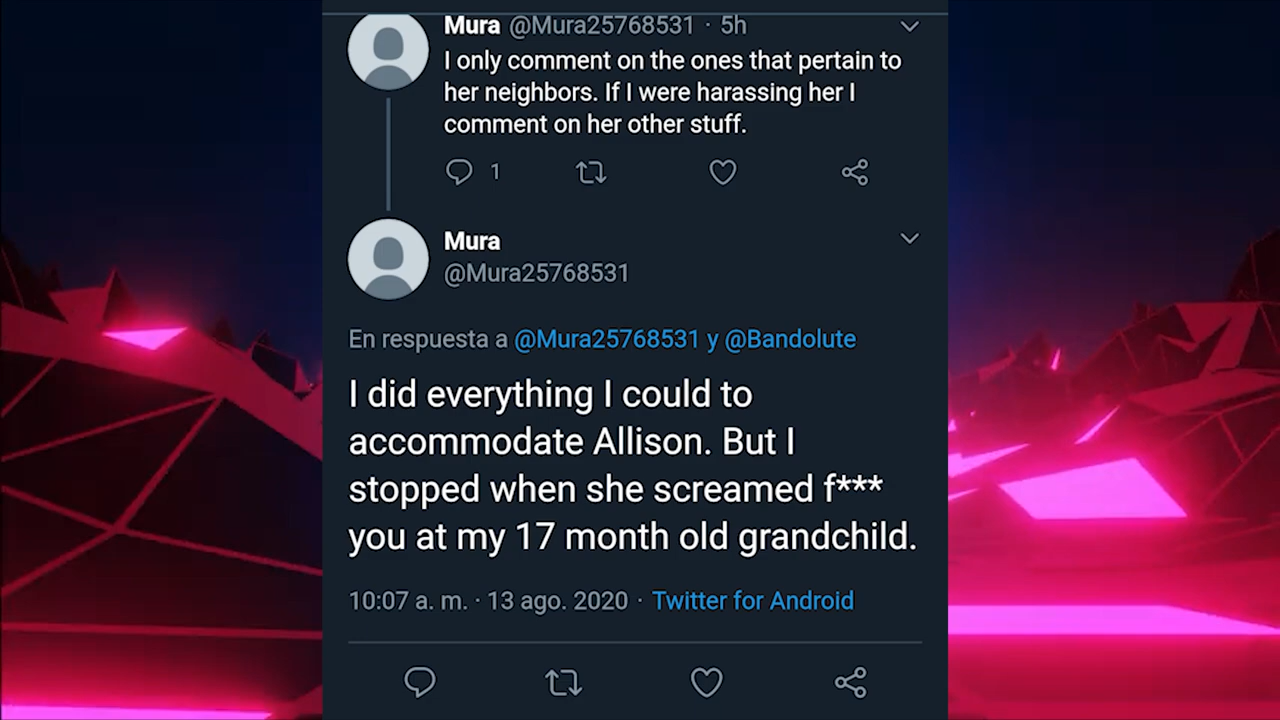 Mura @Mura25768531 · 5h
I only comment on the ones that pertain to
her neighbors. If I were harassing her I
comment on her other stuff.
1
Mura
@Mura25768531
En respuesta a @Mura25768531 y @Bandolute
I did everything I could to
accommodate Allison. But I
stopped when she screamed f***
you at my 17 month old grandchild.
10:07 a. m. · 13 ago. 2020 · Twitter for Android